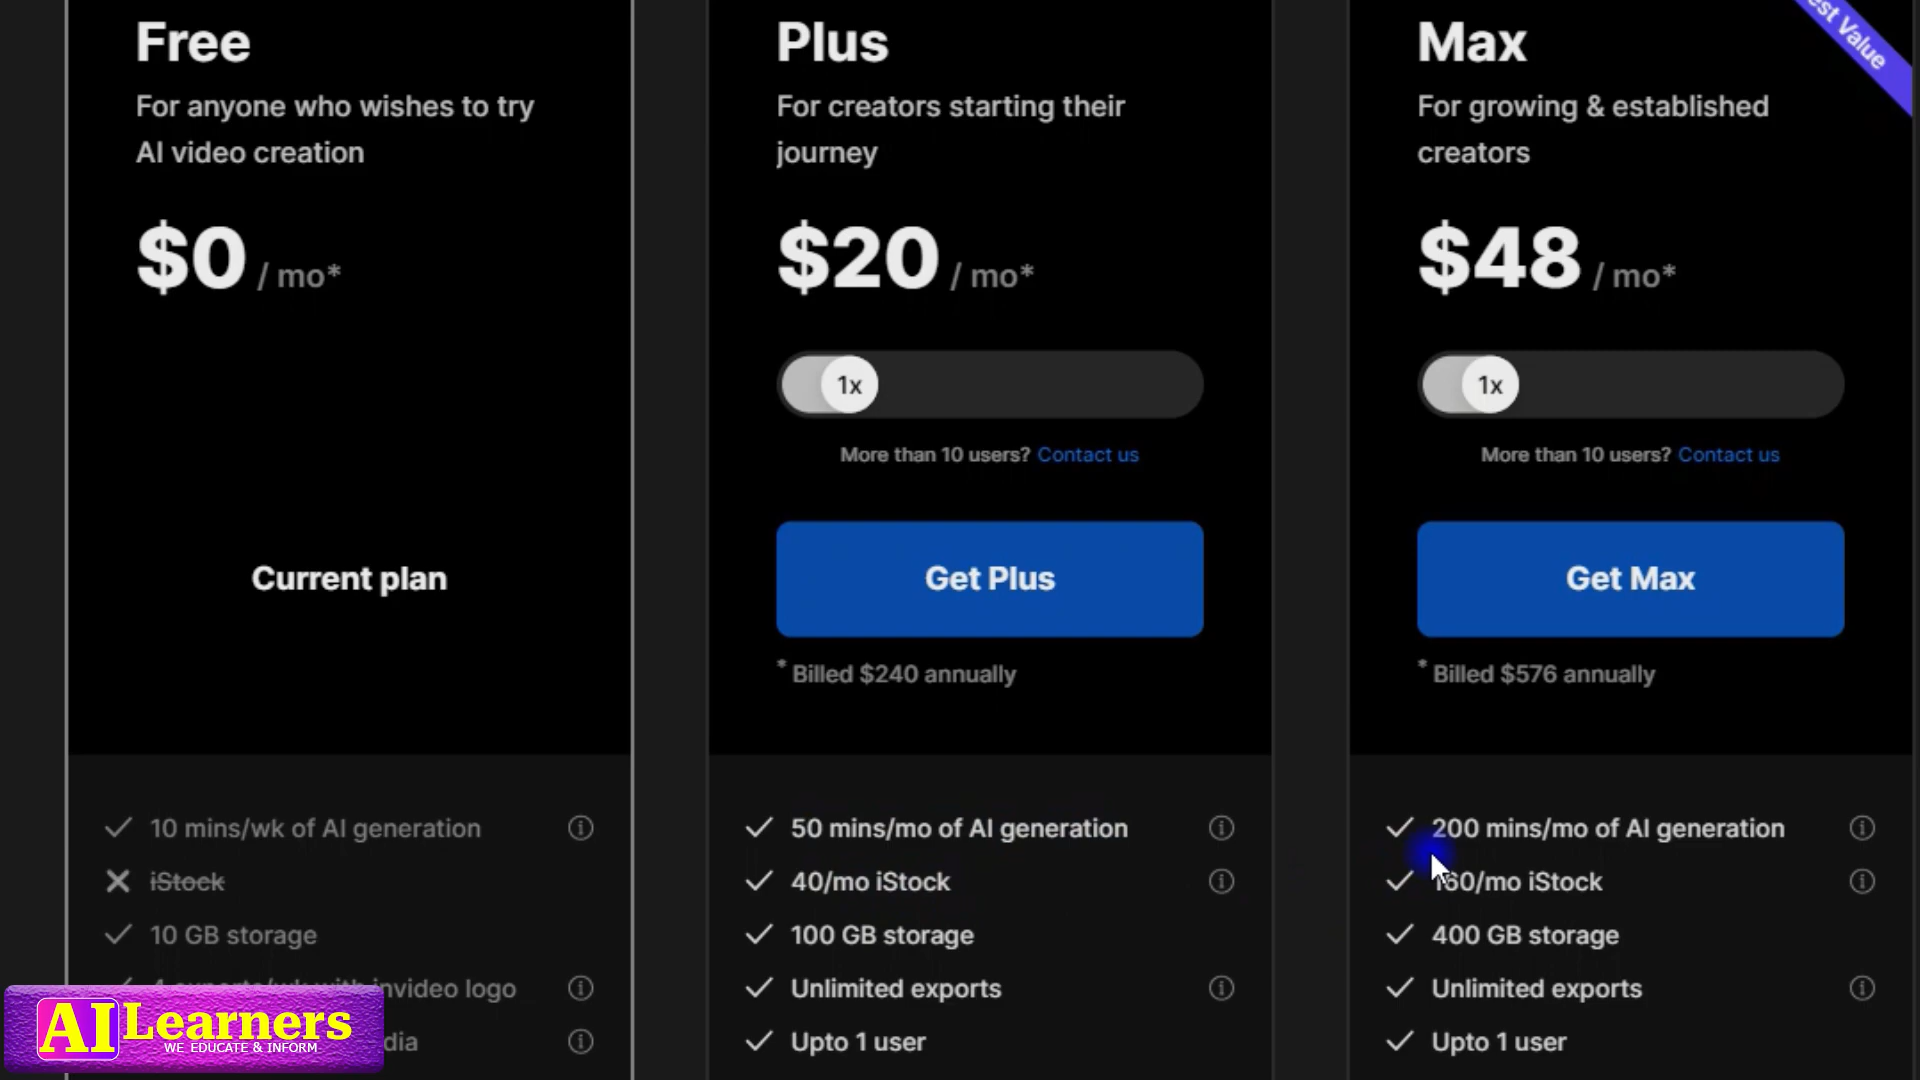 Free
For anyone who wishes to try
AI video creation
$0 / mo*
Current plan
10 mins/wk of AI generation
iStock
10 GB storage
invideo logo
Plus
For creators starting their
journey
$20 / mo*
1x
More than 10 users? Contact us
Get Plus
* Billed $240 annually
50 mins/mo of AI generation
40/mo iStock
100 GB storage
Unlimited exports
Upto 1 user
Max
Value
For growing & established
creators
$48 / mo*
1x
More than 10 users? Contact us
Get Max
* Billed $576 annually
200 mins/mo of AI generation
160/mo iStock
400 GB storage
Unlimited exports
Upto 1 user
AI Learners
WE EDUCATE & INFORM